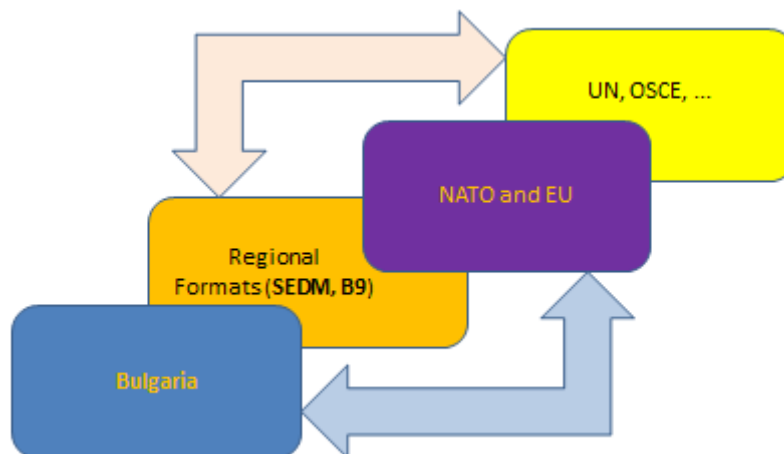 UN, OSCE, ...
NATO and EU
Regional
Formats (SEDM, B9)
Bulgaria